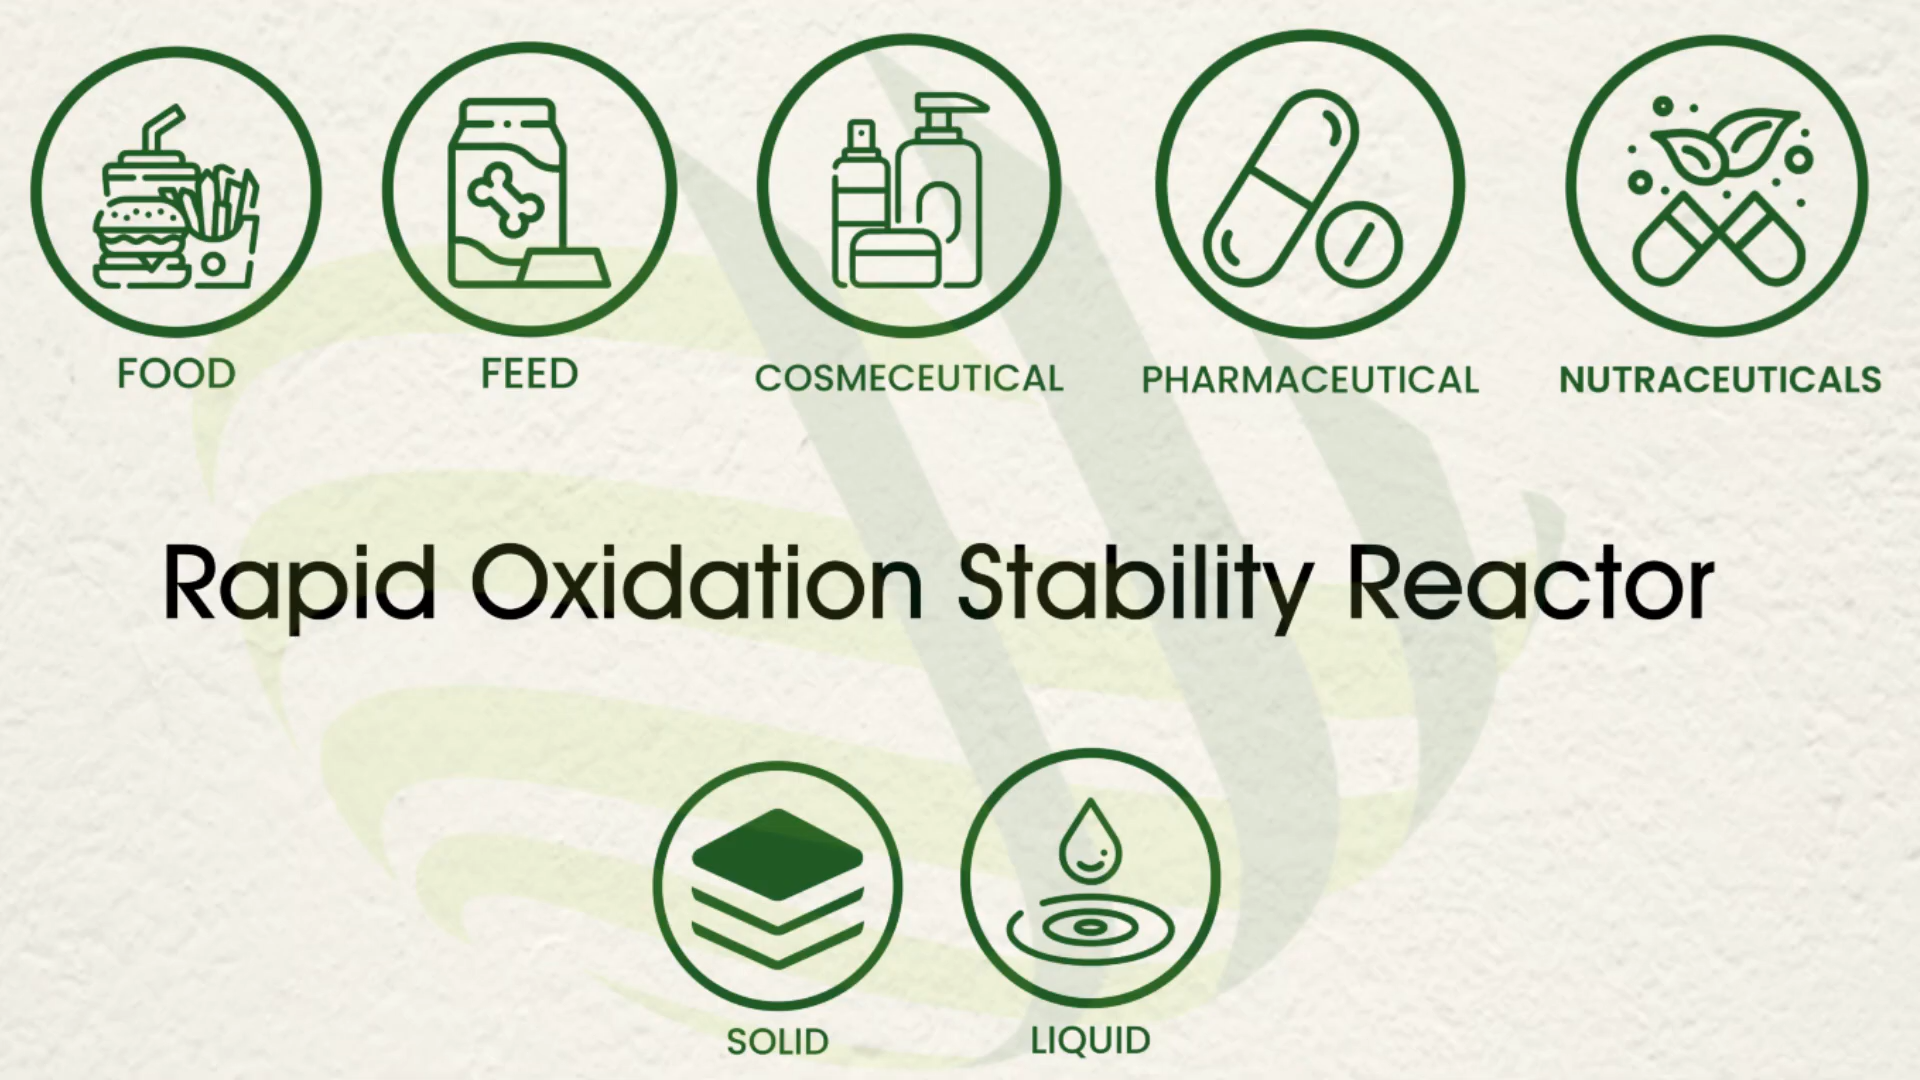 FOOD
FEED
COSMECEUTICAL
PHARMACEUTICAL
NUTRACEUTICALS
Rapid Oxidation Stability Reactor
SOLID
LIQUID